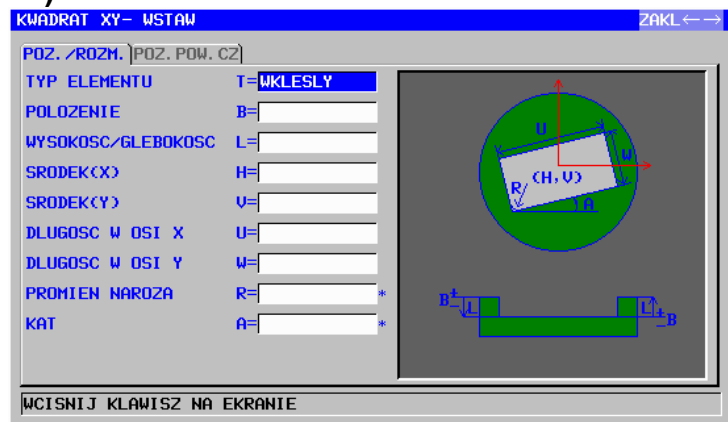 KWADRAT XY- WSTAW ZAKL←→
POZ./ROZM. POZ.POW.CZ
TYP ELEMENTU T=WKLESLY
POLOZENIE B=
WYSOKOSC/GLEBOKOSC L=
SRODEK(X) H=
SRODEK(Y) V=
DLUGOSC W OSI X U=
DLUGOSC W OSI Y W=
PROMIEN NAROZA R= *
KAT A= *
U
W
(H,V)
R
A
B+- L L +-B
WCISNIJ KLAWISZ NA EKRANIE